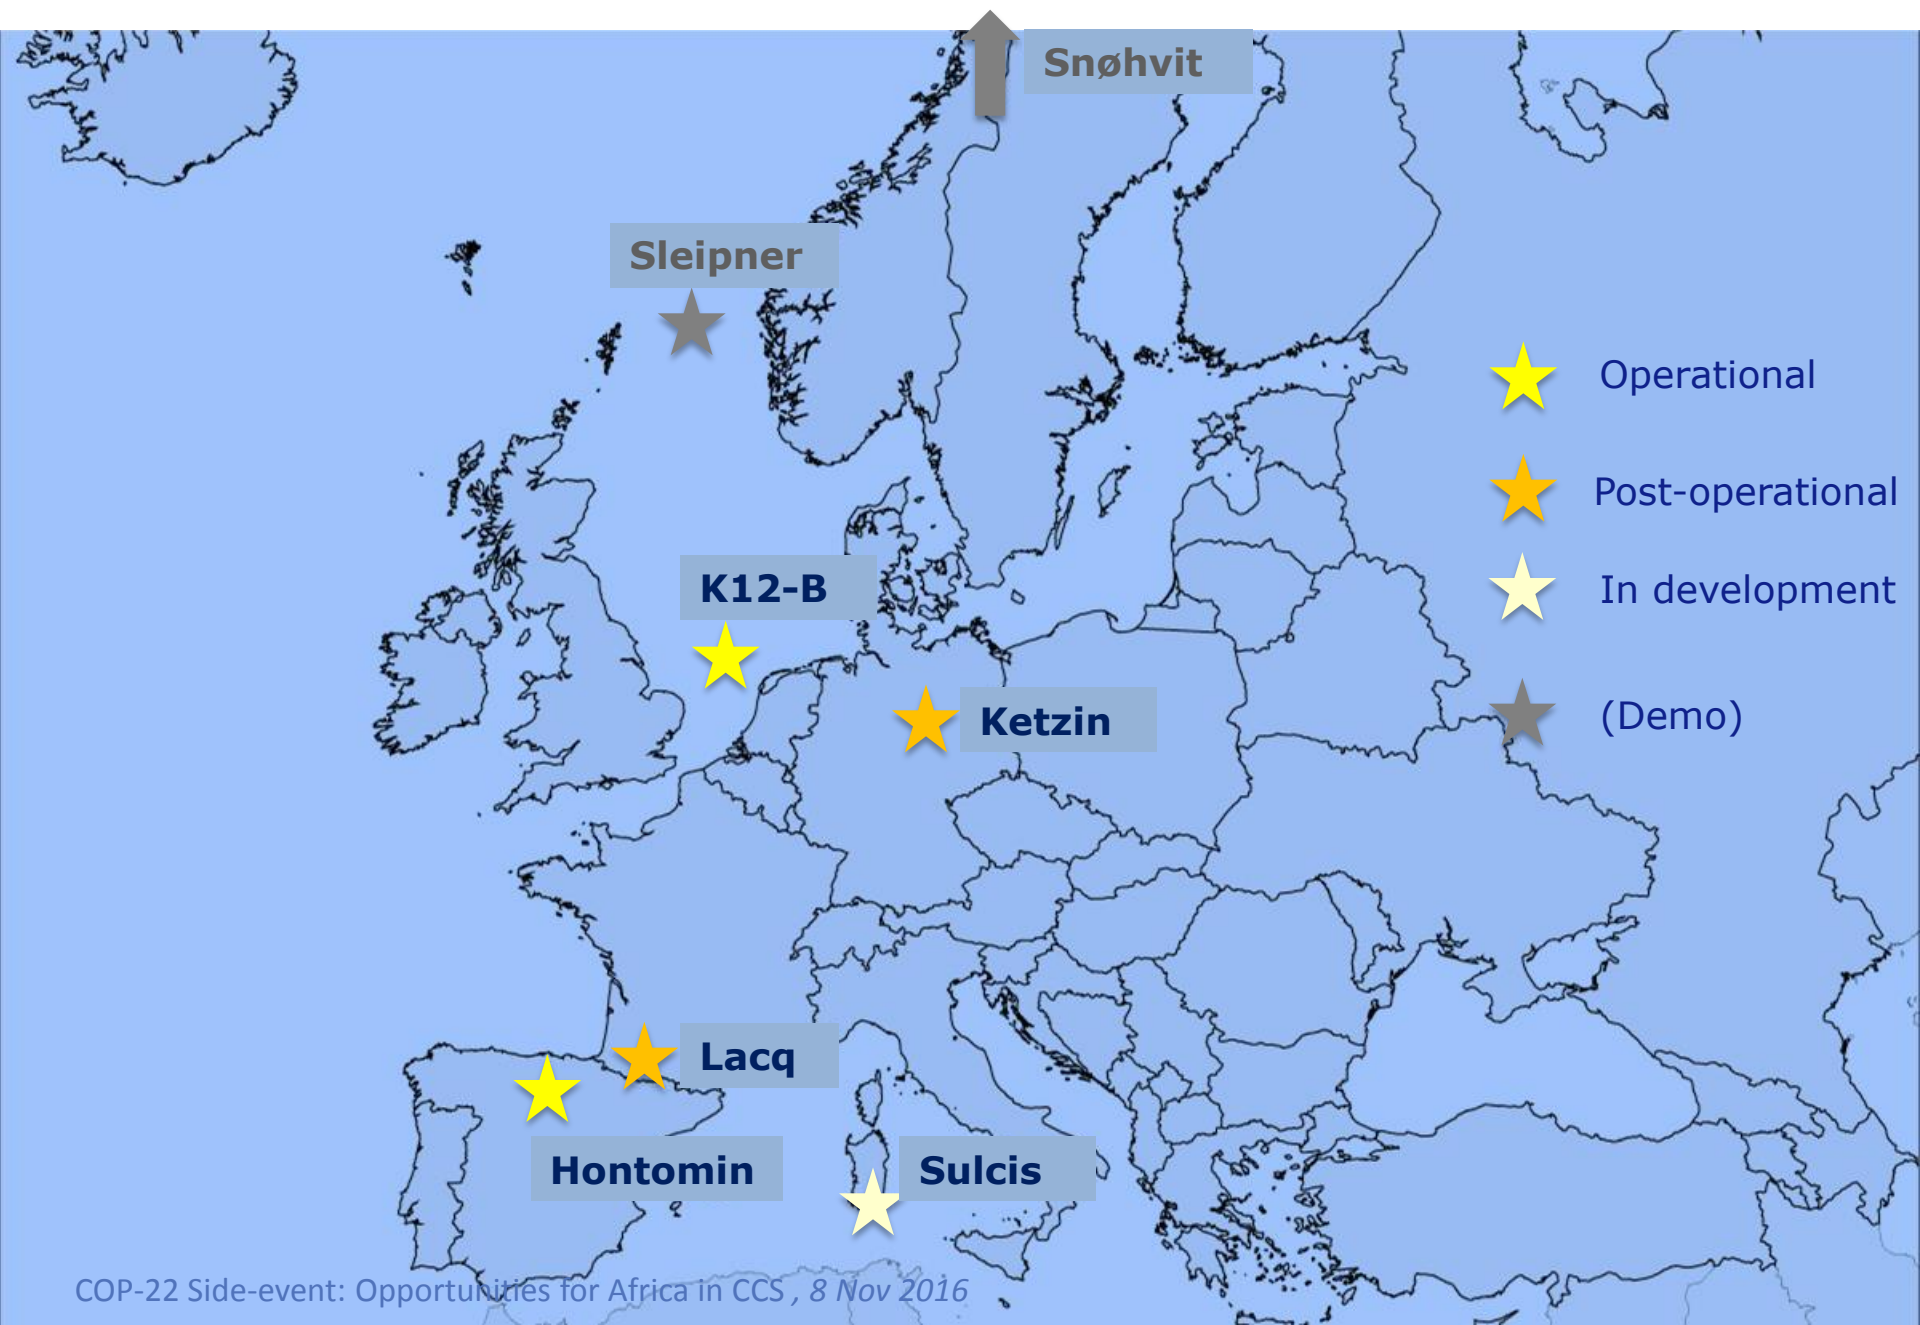 Snøhvit
Sleipner
Operational
Post-operational
K12-B
In development
Ketzin
(Demo)
Lacq
Hontomin
Sulcis
COP-22 Side-event: Opportunities for Africa in CCS , 8 Nov 2016